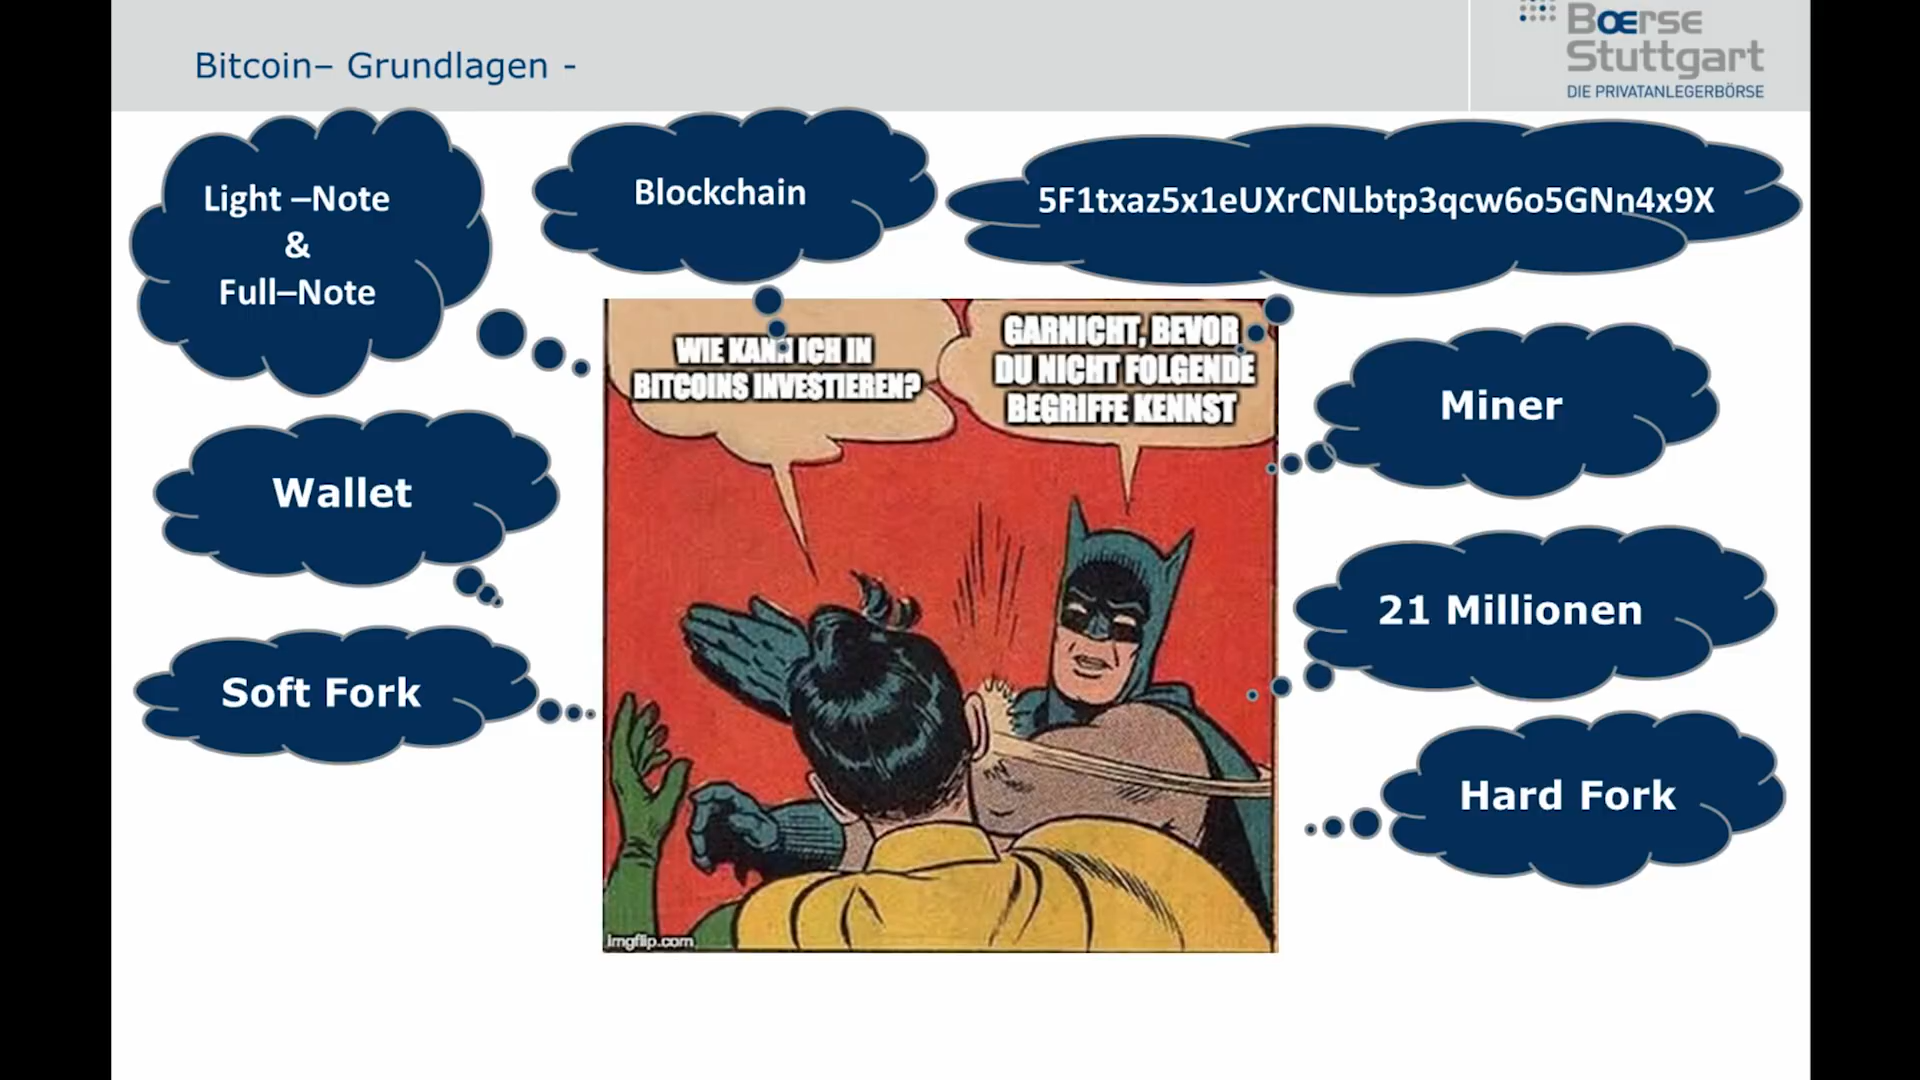 Bitcoin– Grundlagen -
Bœrse
Stuttgart
DIE PRIVATANLEGERBÖRSE
Light –Note
&
Full–Note
Blockchain
5F1txaz5x1eUXrCNLbtp3qcw6o5GNn4x9X
WIE KANN ICH IN
BITCOINS INVESTIEREN?
GARNICHT, BEVOR
DU NICHT FOLGENDE
BEGRIFFE KENNST
Miner
Wallet
21 Millionen
Soft Fork
Hard Fork
imgflip.com